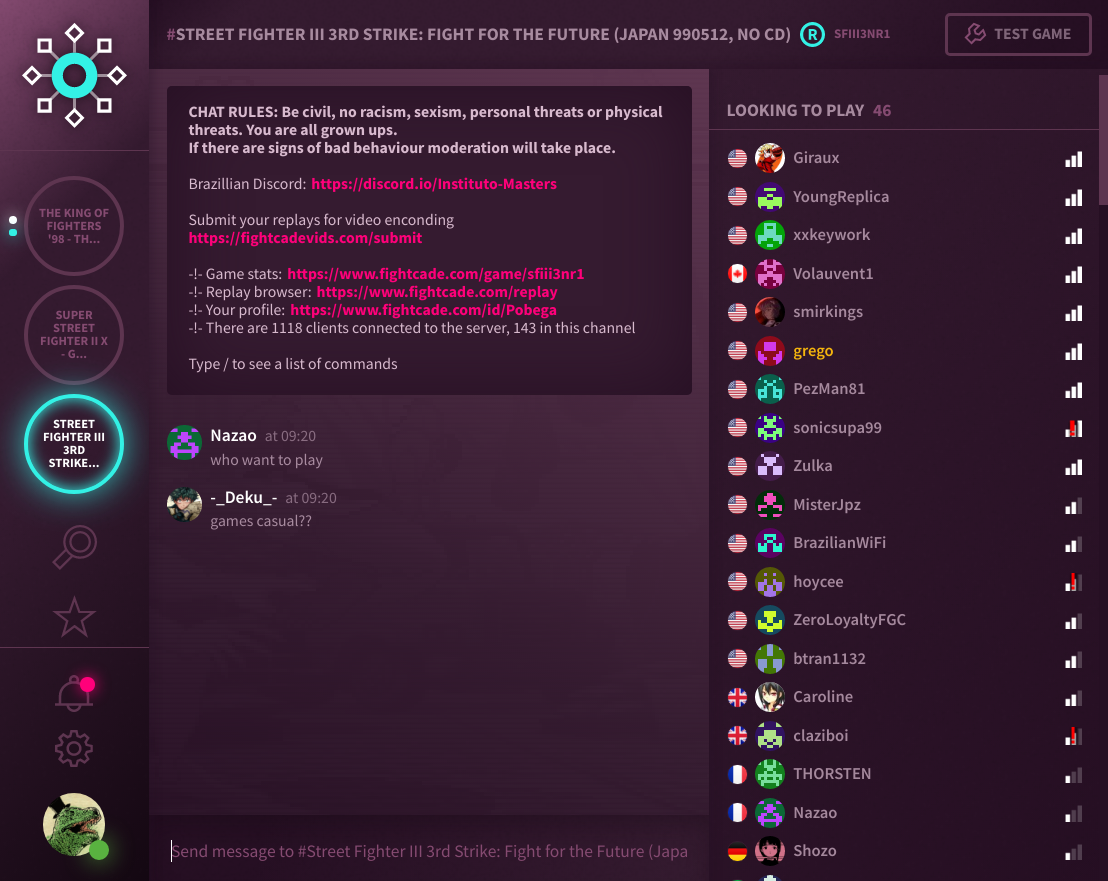 #STREET FIGHTER III 3RD STRIKE: FIGHT FOR THE FUTURE (JAPAN 990512, NO CD) R SFIII3NR1
TEST GAME
THE KING OF
FIGHTERS
'98 - TH...
SUPER
STREET
FIGHTER II X
- G...
STREET
FIGHTER III
3RD
STRIKE...
CHAT RULES: Be civil, no racism, sexism, personal threats or physical
threats. You are all grown ups.
If there are signs of bad behaviour moderation will take place.
Brazillian Discord: https://discord.io/Instituto-Masters
Submit your replays for video enconding
https://fightcadevids.com/submit
-!- Game stats: https://www.fightcade.com/game/sfiii3nr1
-!- Replay browser: https://www.fightcade.com/replay
-!- Your profile: https://www.fightcade.com/id/Pobega
-!- There are 1118 clients connected to the server, 143 in this channel
Type / to see a list of commands
Nazao at 09:20
who want to play
-_Deku_- at 09:20
games casual??
Send message to #Street Fighter III 3rd Strike: Fight for the Future (Japa
LOOKING TO PLAY 46
Giraux
YoungReplica
xxkeywork
Volauvent1
smirkings
grego
PezMan81
sonicsupa99
Zulka
MisterJpz
BrazilianWiFi
hoycee
ZeroLoyaltyFGC
btran1132
Caroline
claziboi
THORSTEN
Nazao
Shozo